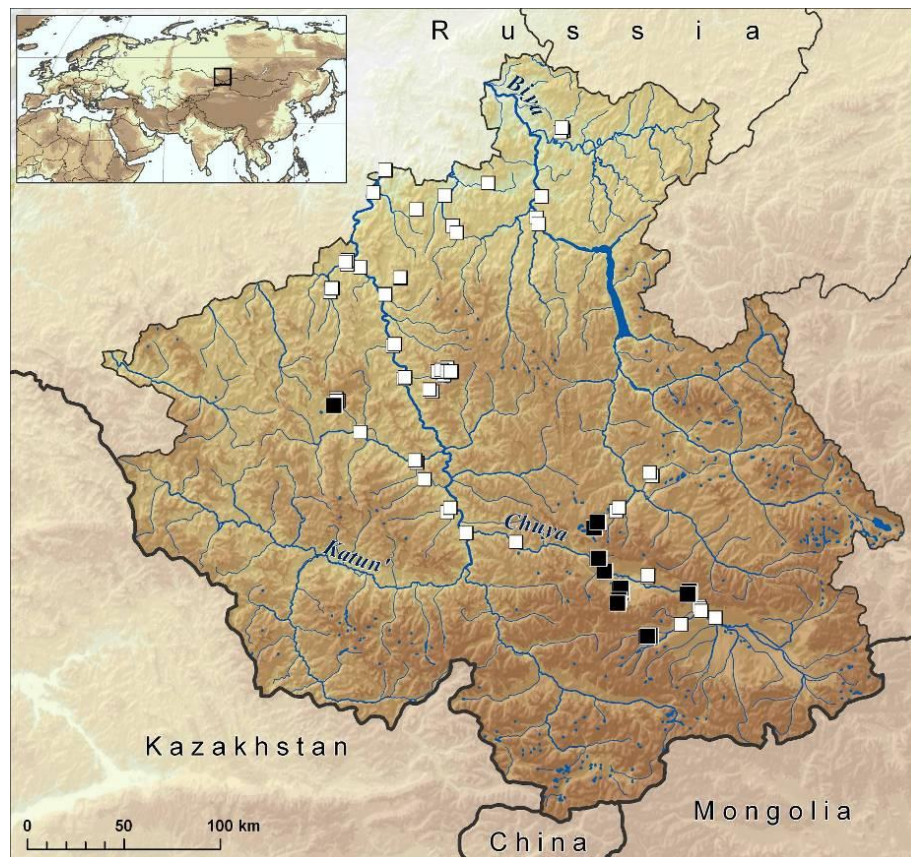 Russia
Biya
Chuya
Katun'
Kazakhstan
Mongolia
China
0 50 100 km